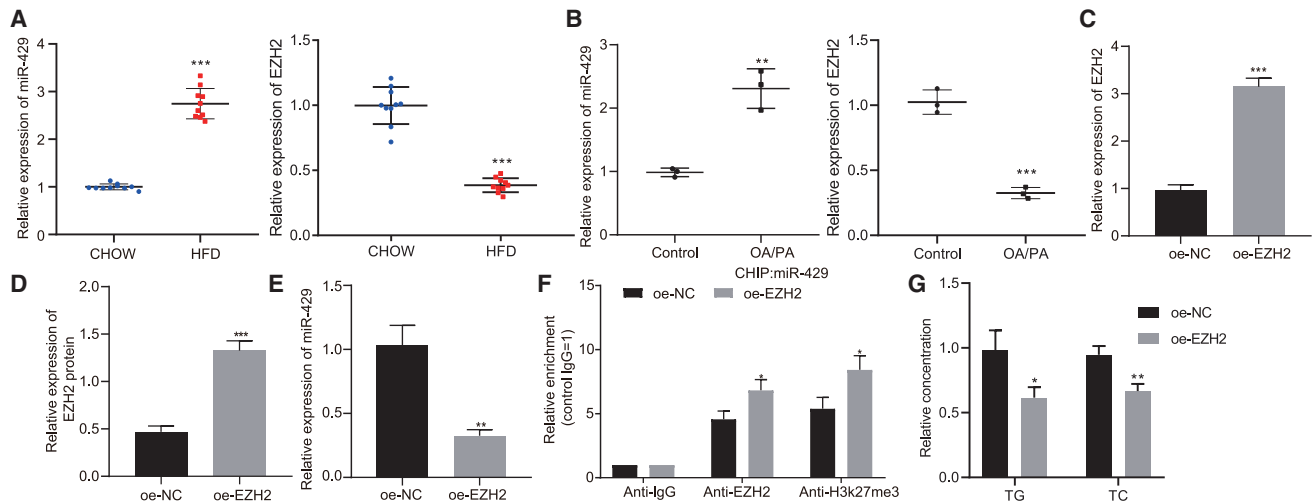 A
Relative expression of miR-429
4
3
2
1
0
***
CHOW
HFD
Relative expression of EZH2
1.5
1.0
0.5
0.0
***
CHOW
HFD
B
Relative expression of miR-429
3
2
1
0
**
Control
OA/PA
Relative expression of EZH2
1.5
1.0
0.5
0.0
***
Control
OA/PA
C
Relative expression of EZH2
4
3
2
1
0
***
oe-NC
oe-EZH2
D
Relative expression of
EZH2 protein
2.0
1.5
1.0
0.5
0.0
***
oe-NC
oe-EZH2
E
Relative expression of miR-429
1.5
1.0
0.5
0.0
**
oe-NC
oe-EZH2
F
CHIP:miR-429
oe-NC
oe-EZH2
Relative enrichment
(control IgG=1)
15
10
5
0
*
*
Anti-IgG
Anti-EZH2
Anti-H3k27me3
G
Relative concentration
1.5
1.0
0.5
0.0
oe-NC
oe-EZH2
*
**
TG
TC